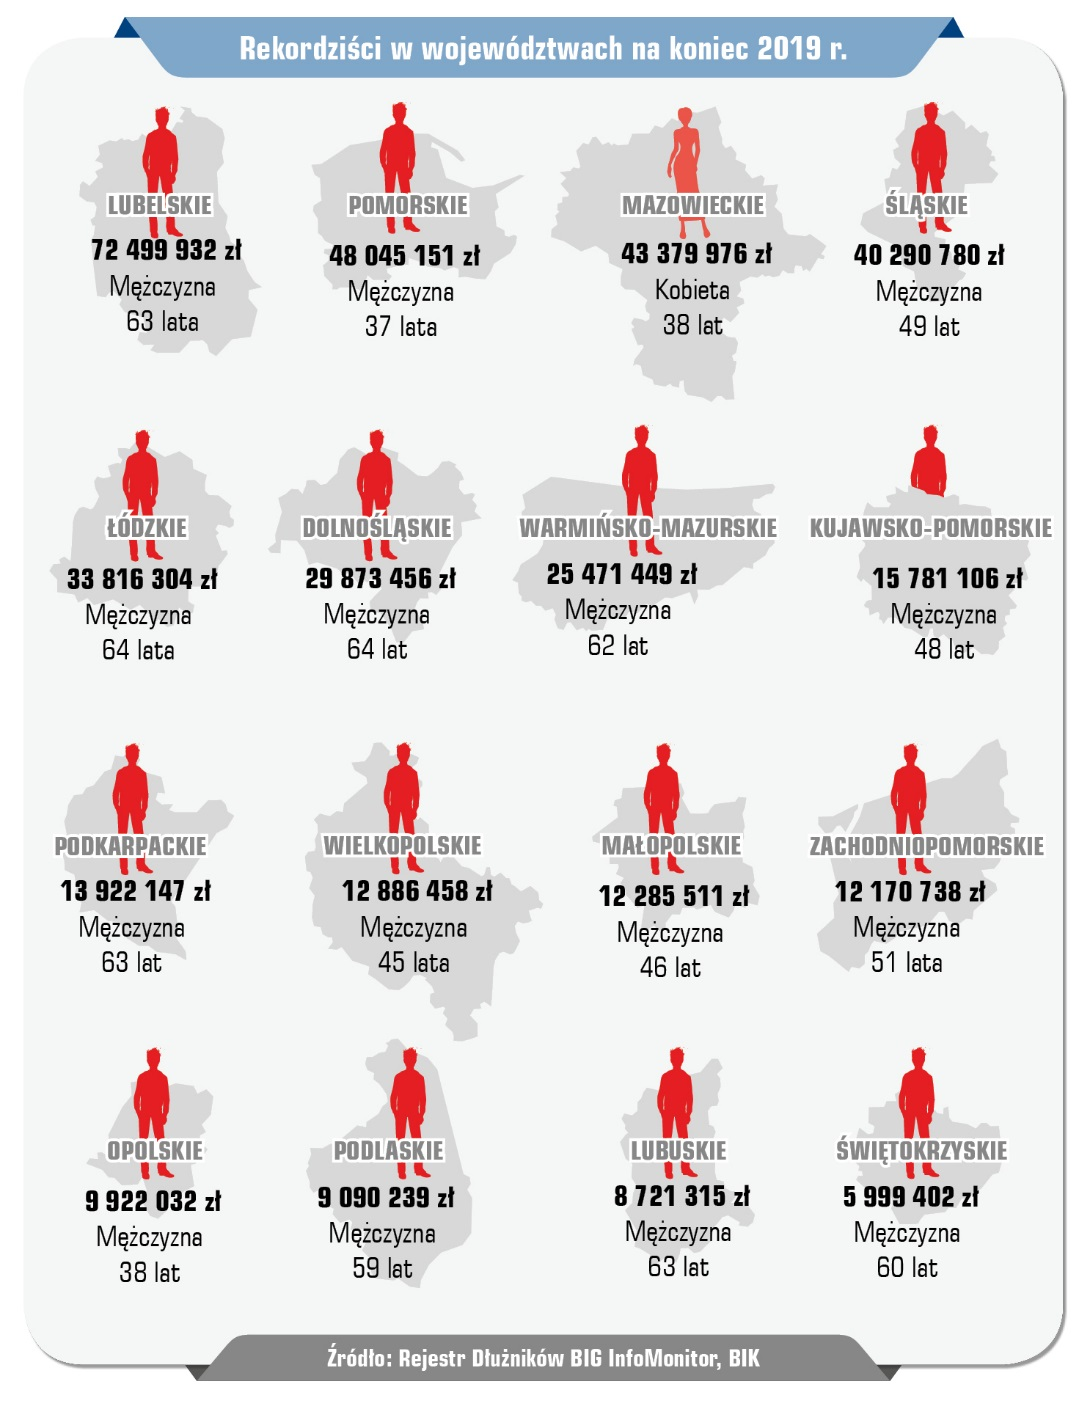 Rekordziści w województwach na koniec 2019 r.
LUBELSKIE
72 499 932 zł
Mężczyzna
63 lata
POMORSKIE
48 045 151 zł
Mężczyzna
37 lata
MAZOWIECKIE
43 379 976 zł
Kobieta
38 lat
ŚLĄSKIE
40 290 780 zł
Mężczyzna
49 lat
ŁÓDZKIE
33 816 304 zł
Mężczyzna
64 lata
DOLNOŚLĄSKIE
29 873 456 zł
Mężczyzna
64 lat
WARMIŃSKO-MAZURSKIE
25 471 449 zł
Mężczyzna
62 lat
KUJAWSKO-POMORSKIE
15 781 106 zł
Mężczyzna
48 lat
PODKARPACKIE
13 922 147 zł
Mężczyzna
63 lat
WIELKOPOLSKIE
12 886 458 zł
Mężczyzna
45 lata
MAŁOPOLSKIE
12 285 511 zł
Mężczyzna
46 lat
ZACHODNIOPOMORSKIE
12 170 738 zł
Mężczyzna
51 lata
OPOLSKIE
9 922 032 zł
Mężczyzna
38 lat
PODLASKIE
9 090 239 zł
Mężczyzna
59 lat
LUBUSKIE
8 721 315 zł
Mężczyzna
63 lat
ŚWIĘTOKRZYSKIE
5 999 402 zł
Mężczyzna
60 lat
Źródło: Rejestr Dłużników BIG InfoMonitor, BIK